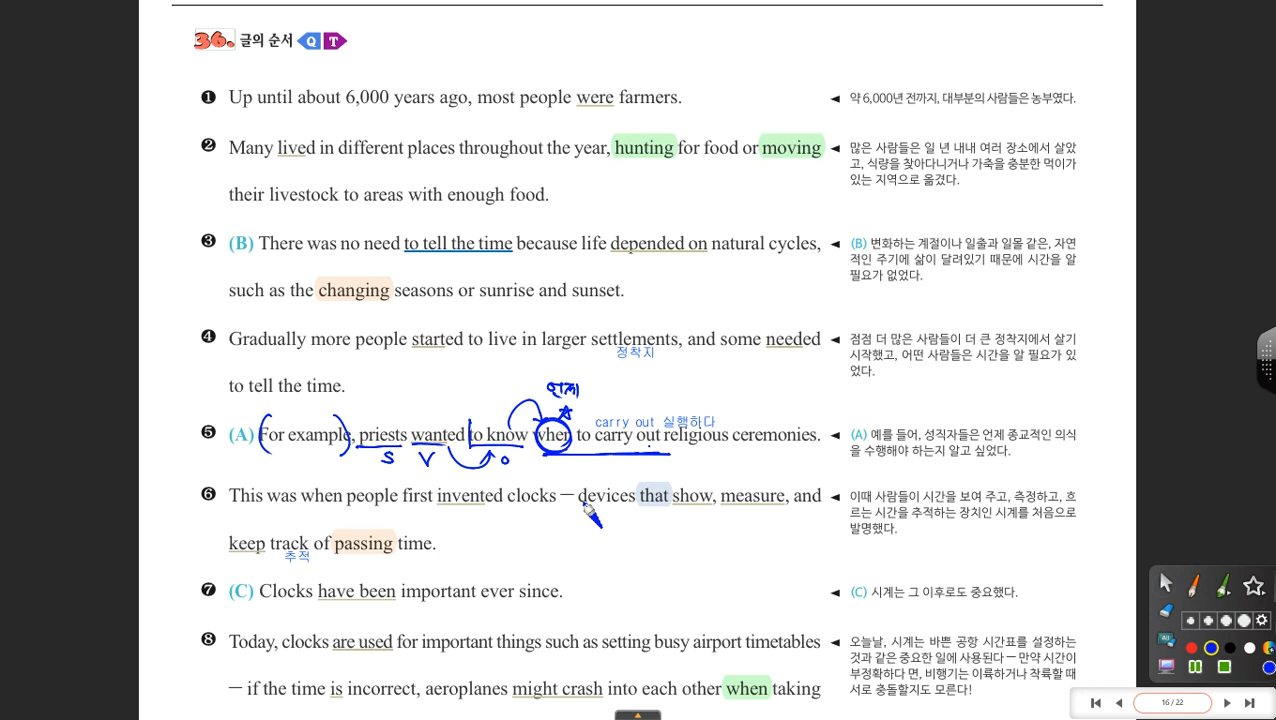 36. 글의 순서 Q T
❶ Up until about 6,000 years ago, most people were farmers.
◄ 약 6,000년 전까지, 대부분의 사람들은 농부였다.
❷ Many lived in different places throughout the year, hunting for food or moving
their livestock to areas with enough food.
◄ 많은 사람들은 일 년 내내 여러 장소에서 살았
고, 식량을 찾아다니거나 가축을 충분한 먹이가
있는 지역으로 옮겼다.
❸ (B) There was no need to tell the time because life depended on natural cycles,
such as the changing seasons or sunrise and sunset.
◄ (B) 변화하는 계절이나 일출과 일몰 같은, 자연
적인 주기에 삶이 달려있기 때문에 시간을 알
필요가 없었다.
❹ Gradually more people started to live in larger settlements, and some needed
정착지
to tell the time.
◄ 점점 더 많은 사람들이 더 큰 정착지에서 살기
시작했고, 어떤 사람들은 시간을 알 필요가 있
었다.
언제
carry out 실행하다
❺ (A) For example, priests wanted to know when to carry out religious ceremonies.
S V O
◄ (A) 예를 들어, 성직자들은 언제 종교적인 의식
을 수행해야 하는지 알고 싶었다.
❻ This was when people first invented clocks — devices that show, measure, and
keep track of passing time.
추적
◄ 이때 사람들이 시간을 보여 주고, 측정하고, 흐
르는 시간을 추적하는 장치인 시계를 처음으로
발명했다.
❼ (C) Clocks have been important ever since.
◄ (C) 시계는 그 이후로도 중요했다.
❽ Today, clocks are used for important things such as setting busy airport timetables
— if the time is incorrect, aeroplanes might crash into each other when taking
◄ 오늘날, 시계는 바쁜 공항 시간표를 설정하는
것과 같은 중요한 일에 사용된다 — 만약 시간이
부정확하다 면, 비행기는 이륙하거나 착륙할 때
서로 충돌할지도 모른다!
All
16 / 22